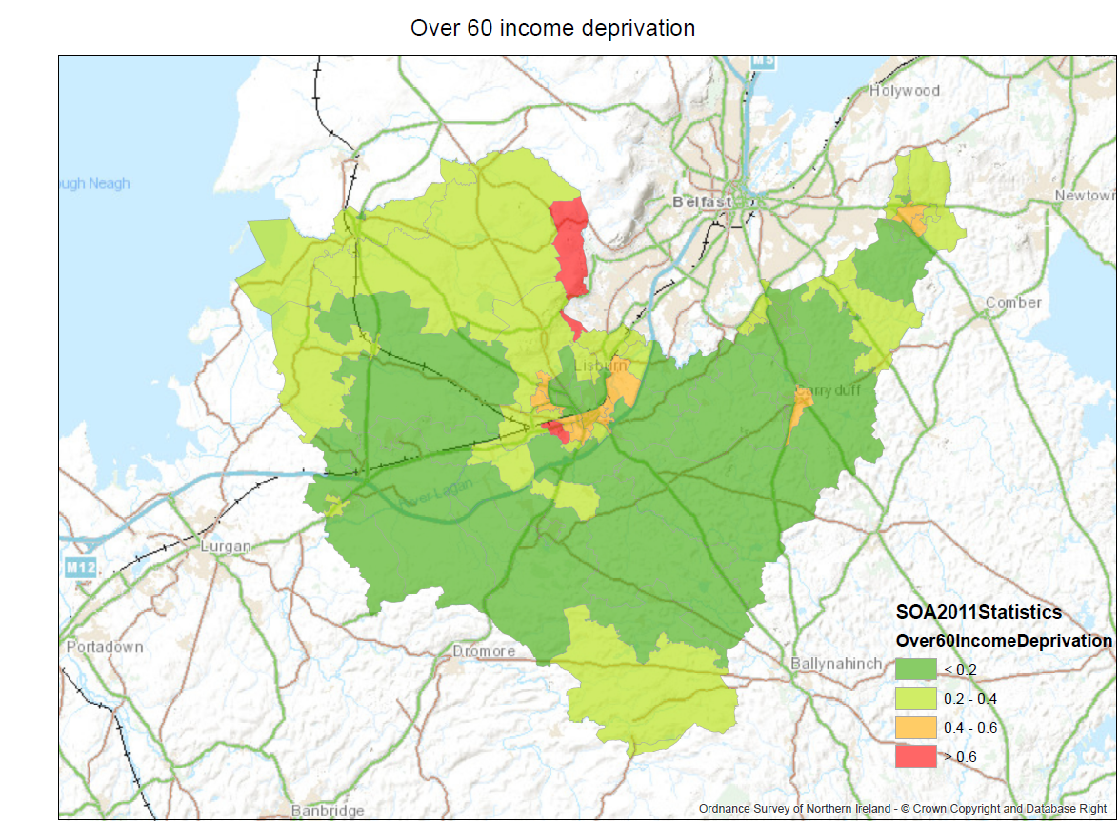 Over 60 income deprivation
M5
Holywood
ough Neagh
Newtown
Belfast
Comber
Lisburn
Carryduff
River Lagan
Lurgan
M12
SOA2011Statistics
Over60IncomeDeprivation
Portadown
Dromore
Ballynahinch
< 0.2
0.2 - 0.4
0.4 - 0.6
> 0.6
Banbridge
Ordnance Survey of Northern Ireland - © Crown Copyright and Database Right